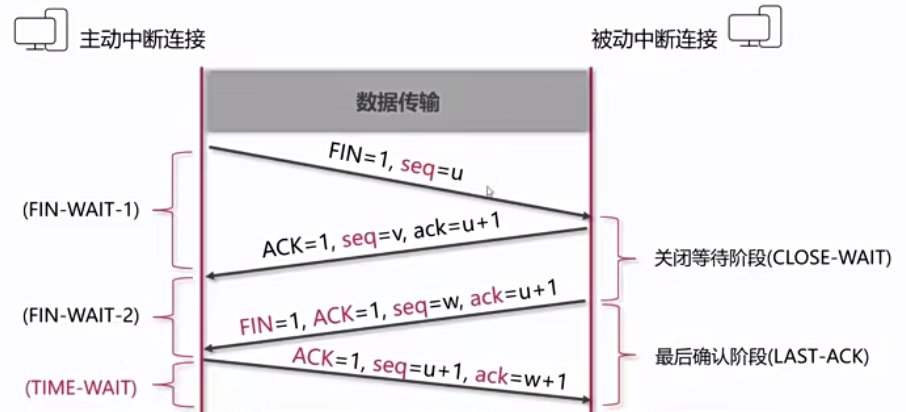 主动中断连接
被动中断连接
数据传输
FIN=1, seq=u
(FIN-WAIT-1)
ACK=1, seq=v, ack=u+1
关闭等待阶段(CLOSE-WAIT)
FIN=1, ACK=1, seq=w, ack=u+1
(FIN-WAIT-2)
ACK=1, seq=u+1, ack=w+1
最后确认阶段(LAST-ACK)
(TIME-WAIT)